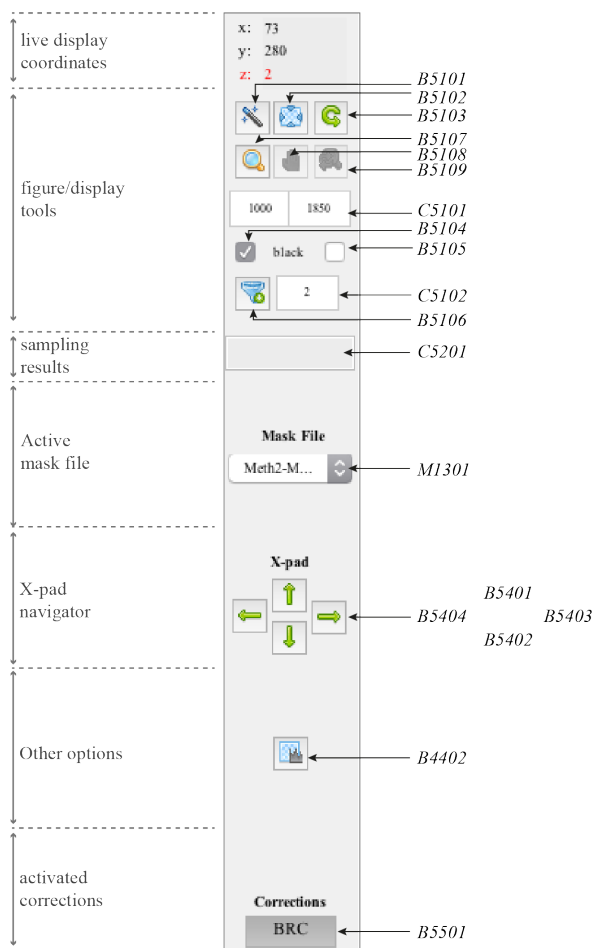 live display
coordinates
x: 73
y: 280
z: 2
B5101
B5102
B5103
B5107
B5108
B5109
figure/display
tools
1000 1850
C5101
B5104
black
B5105
2
C5102
B5106
sampling
results
C5201
Active
mask file
Mask File
Meth2-M...
M1301
X-pad
navigator
X-pad
B5401
B5404 B5403
B5402
Other options
B4402
activated
corrections
Corrections
BRC
B5501